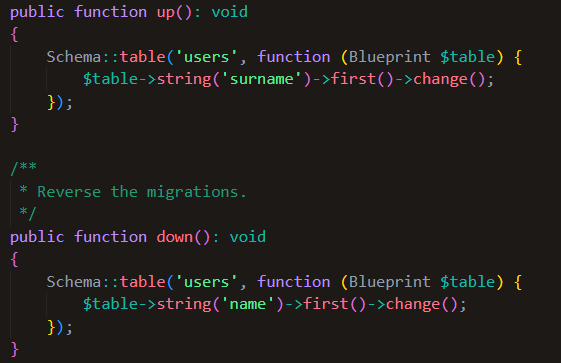 public function up(): void
{
    Schema::table('users', function (Blueprint $table) {
        $table->string('surname')->first()->change();
    });
}

/**
 * Reverse the migrations.
 */
public function down(): void
{
    Schema::table('users', function (Blueprint $table) {
        $table->string('name')->first()->change();
    });
}